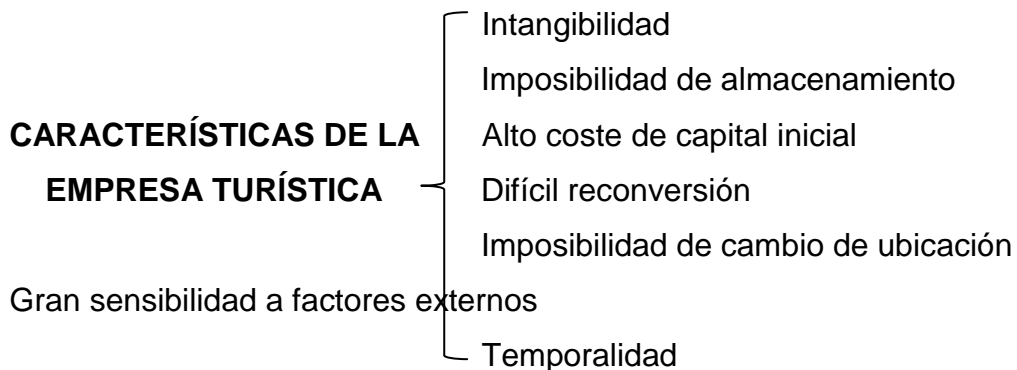 Intangibilidad
Imposibilidad de almacenamiento
CARACTERÍSTICAS DE LA Alto coste de capital inicial
EMPRESA TURÍSTICA Difícil reconversión
Imposibilidad de cambio de ubicación
Gran sensibilidad a factores externos
Temporalidad